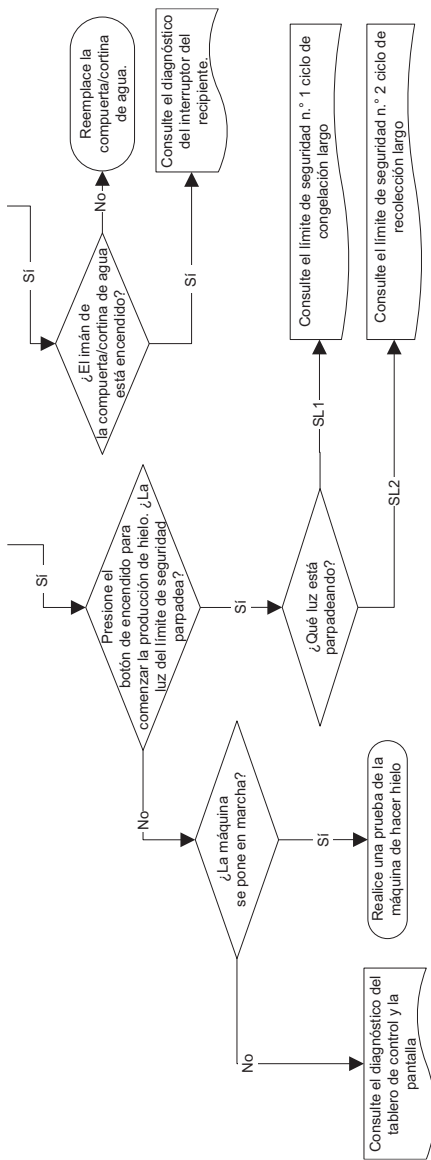 Sí
¿El imán de
la compuerta/cortina de agua
está encendido?
No
Reemplace la
compuerta/cortina
de agua.
Sí
Consulte el diagnóstico
del interruptor del
recipiente.
Sí
Presione el
botón de encendido para
comenzar la producción de hielo. ¿La
luz del límite de seguridad
parpadea?
No
Sí
¿La máquina
se pone en marcha?
No
Sí
Consulte el diagnóstico del
tablero de control y la
pantalla
Realice una prueba de la
máquina de hacer hielo
¿Qué luz está
parpadeando?
SL1
Consulte el límite de seguridad n.° 1 ciclo de
congelación largo
SL2
Consulte el límite de seguridad n.° 2 ciclo de
recolección largo